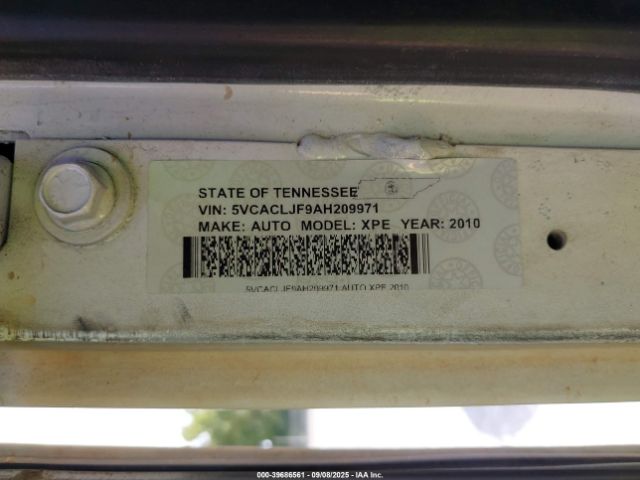 STATE OF TENNESSEE
VIN: 5VCACLJF9AH209971
MAKE: AUTO MODEL: XPE YEAR: 2010
5VCACLJF9AH209971 AUTO XPE 2010
000-39686561 - 09/08/2025 - IAA Inc.